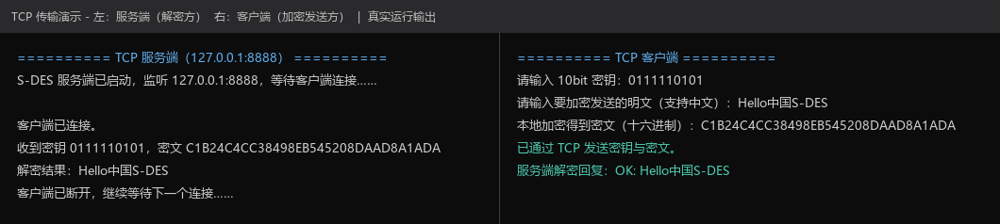 TCP 传输演示 - 左：服务端（解密方） 右：客户端（加密发送方） | 真实运行输出
========== TCP 服务端（127.0.0.1:8888） ==========
S-DES 服务端已启动，监听 127.0.0.1:8888，等待客户端连接……
客户端已连接。
收到密钥 0111110101，密文 C1B24C4CC38498EB545208DAAD8A1ADA
解密结果：Hello中国S-DES
客户端已断开，继续等待下一个连接……
========== TCP 客户端 ==========
请输入 10bit 密钥：0111110101
请输入要加密发送的明文（支持中文）：Hello中国S-DES
本地加密得到密文（十六进制）：C1B24C4CC38498EB545208DAAD8A1ADA
已通过 TCP 发送密钥与密文。
服务端解密回复：OK: Hello中国S-DES